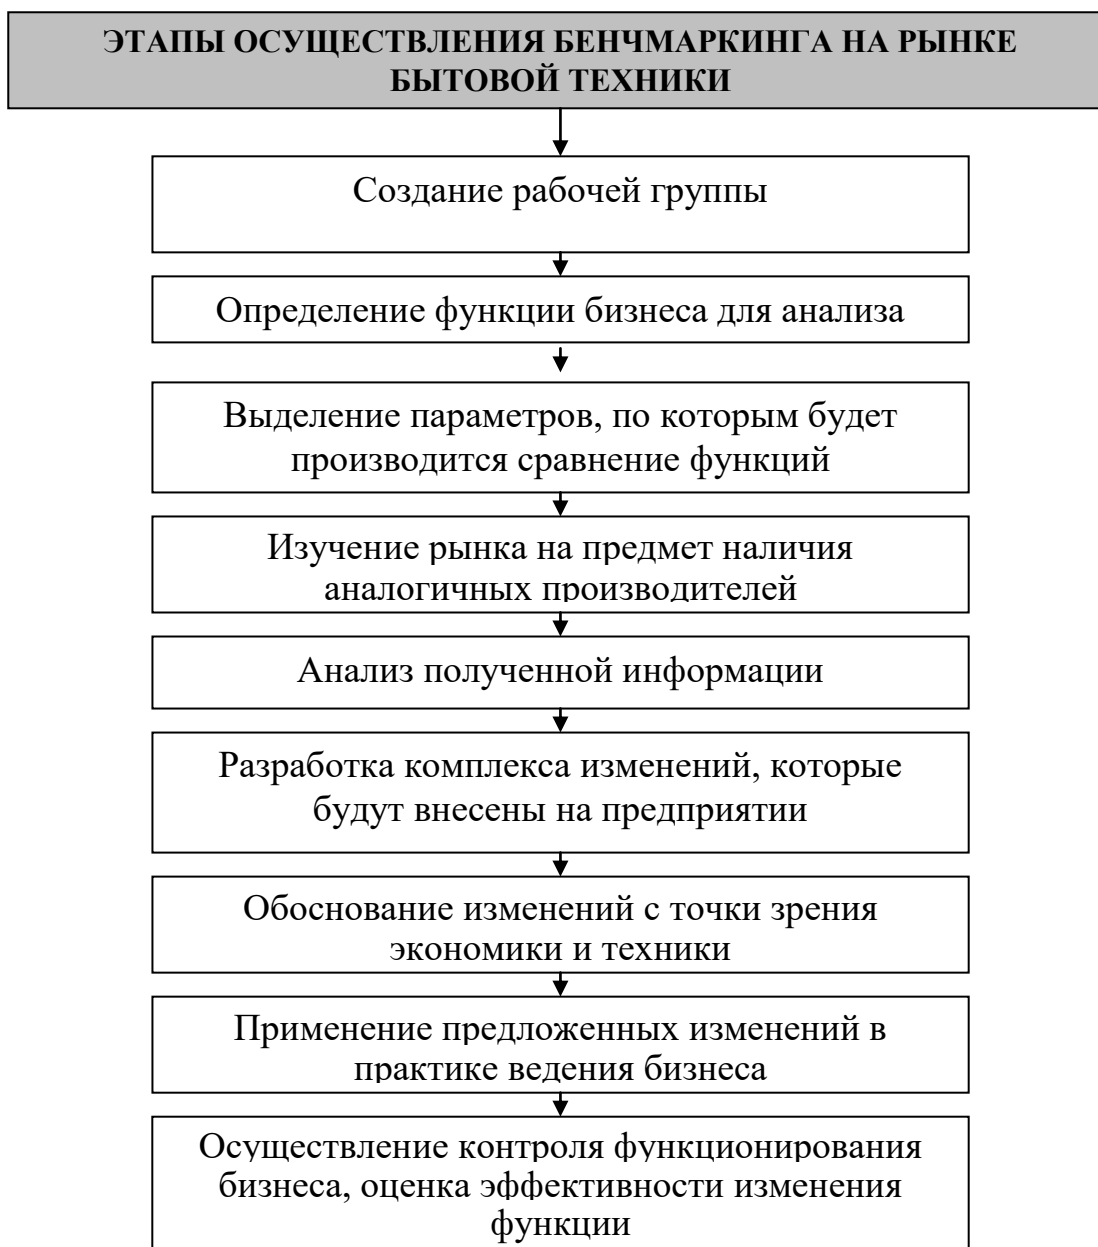 ЭТАПЫ ОСУЩЕСТВЛЕНИЯ БЕНЧМАРКИНГА НА РЫНКЕ
БЫТОВОЙ ТЕХНИКИ
Создание рабочей группы
Определение функции бизнеса для анализа
Выделение параметров, по которым будет
производится сравнение функций
Изучение рынка на предмет наличия
аналогичных производителей
Анализ полученной информации
Разработка комплекса изменений, которые
будут внесены на предприятии
Обоснование изменений с точки зрения
экономики и техники
Применение предложенных изменений в
практике ведения бизнеса
Осуществление контроля функционирования
бизнеса, оценка эффективности изменения
функции